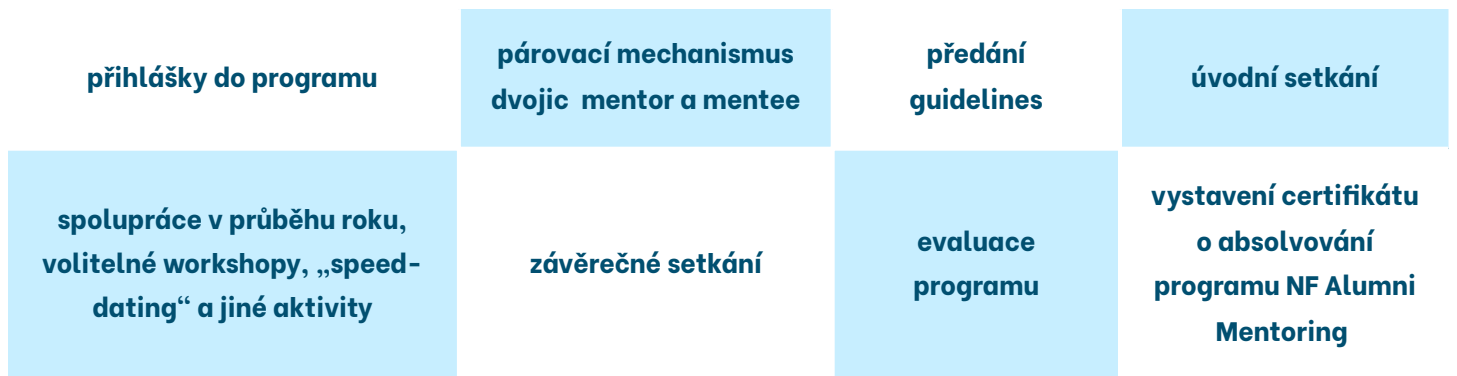 přihlášky do programu
párovací mechanismus
dvojic mentor a mentee
předání
guidelines
úvodní setkání
spolupráce v průběhu roku,
volitelné workshopy, „speed-
dating“ a jiné aktivity
závěrečné setkání
evaluace
programu
vystavení certifikátu
o absolvování
programu NF Alumni
Mentoring